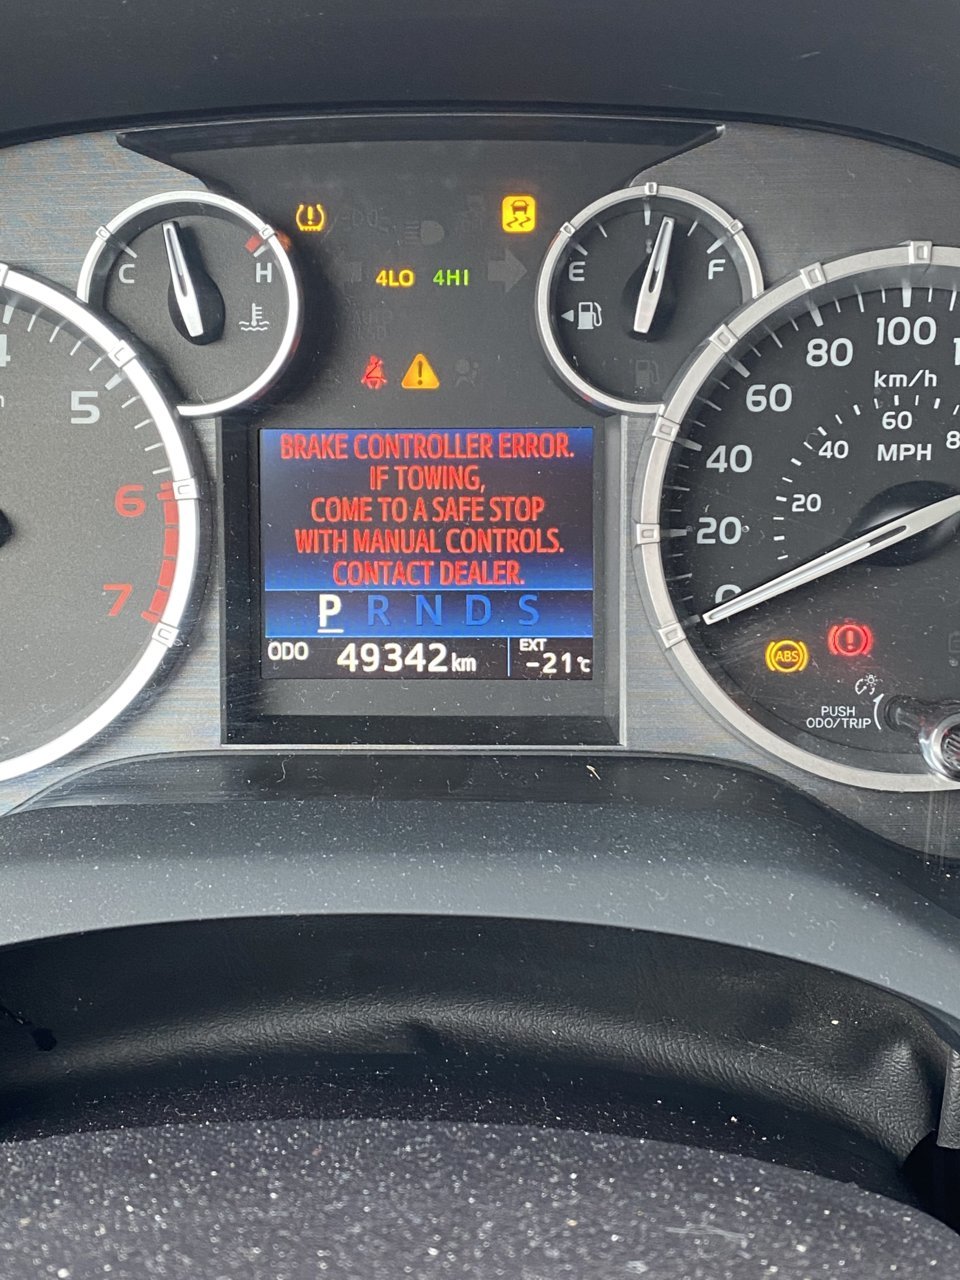 C H
4LO 4HI
E F
5
6
7
BRAKE CONTROLLER ERROR.
IF TOWING,
COME TO A SAFE STOP
WITH MANUAL CONTROLS.
CONTACT DEALER.
P R N D S
ODO 49342 km
EXT
-21°C
100
80
km/h
60
60
40
MPH
40
20
20
0
ABS
PUSH
ODO/TRIP